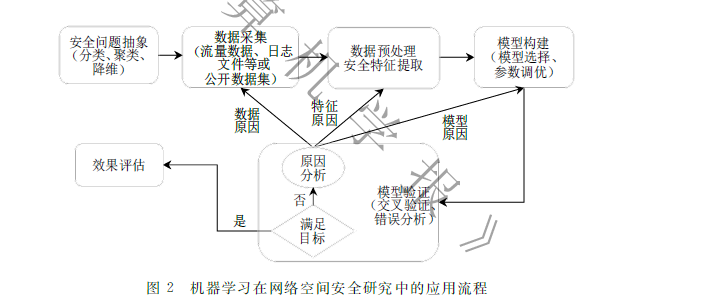 安全问题抽象
(分类、聚类、
降维)
数据采集
(流量数据、日志
文件等或
公开数据集)
数据预处理
安全特征提取
模型构建
(模型选择、
参数调优)
数据
原因
特征
原因
模型
原因
效果评估
原因
分析
否
是
满足
目标
模型验证
(交叉验证、
错误分析)
算机学报》
图 2 机器学习在网络空间安全研究中的应用流程